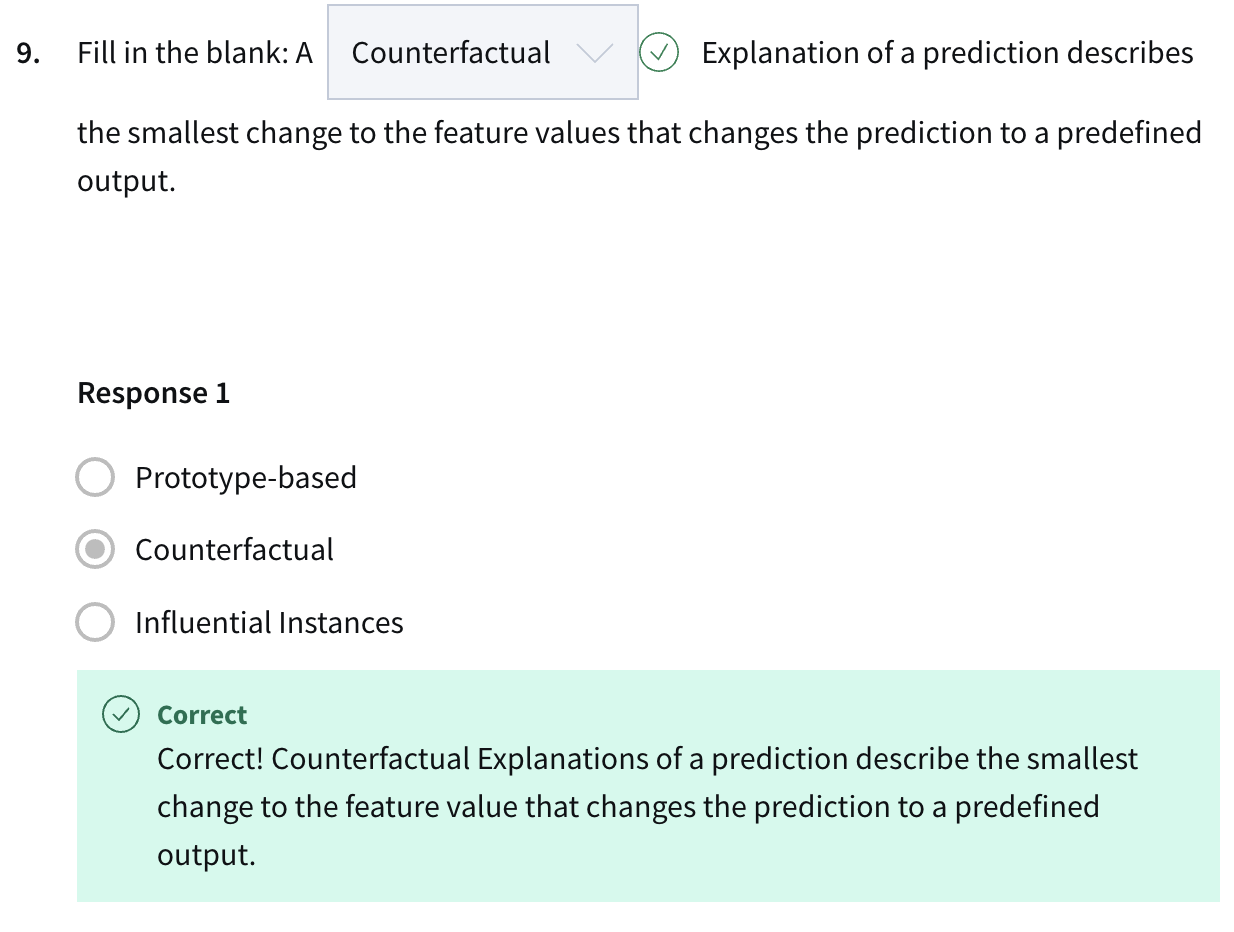 9. Fill in the blank: A Counterfactual Explanation of a prediction describes
the smallest change to the feature values that changes the prediction to a predefined
output.
Response 1
Prototype-based
Counterfactual
Influential Instances
Correct
Correct! Counterfactual Explanations of a prediction describe the smallest
change to the feature value that changes the prediction to a predefined
output.